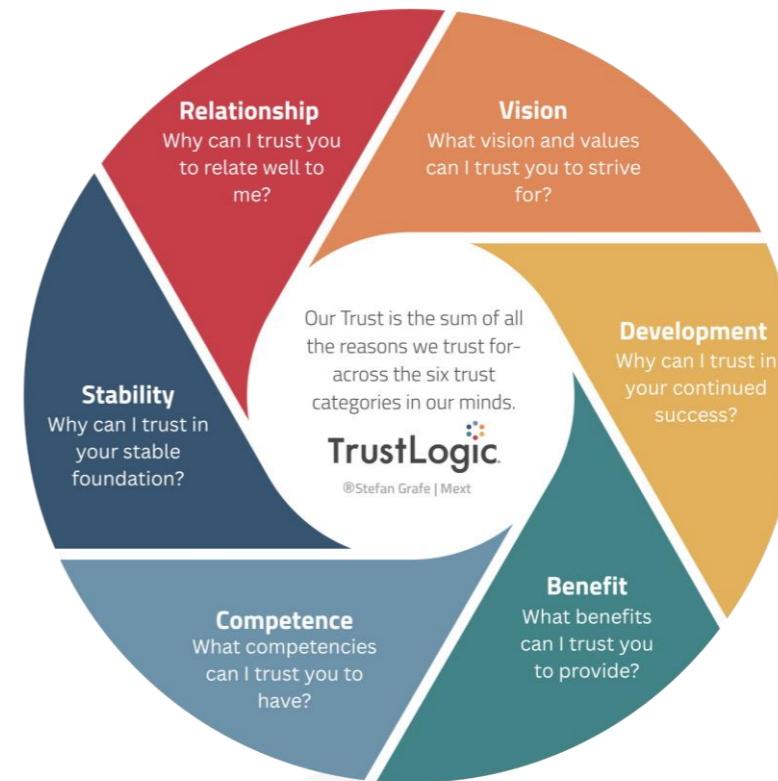 Relationship
Why can I trust you
to relate well to
me?
Vision
What vision and values
can I trust you to strive
for?
Development
Why can I trust in
your continued
success?
Benefit
What benefits
can I trust you
to provide?
Competence
What competencies
can I trust you to
have?
Stability
Why can I trust in
your stable
foundation?
Our Trust is the sum of all
the reasons we trust for-
across the six trust
categories in our minds.
TrustLogic
®Stefan Grafe | Mext